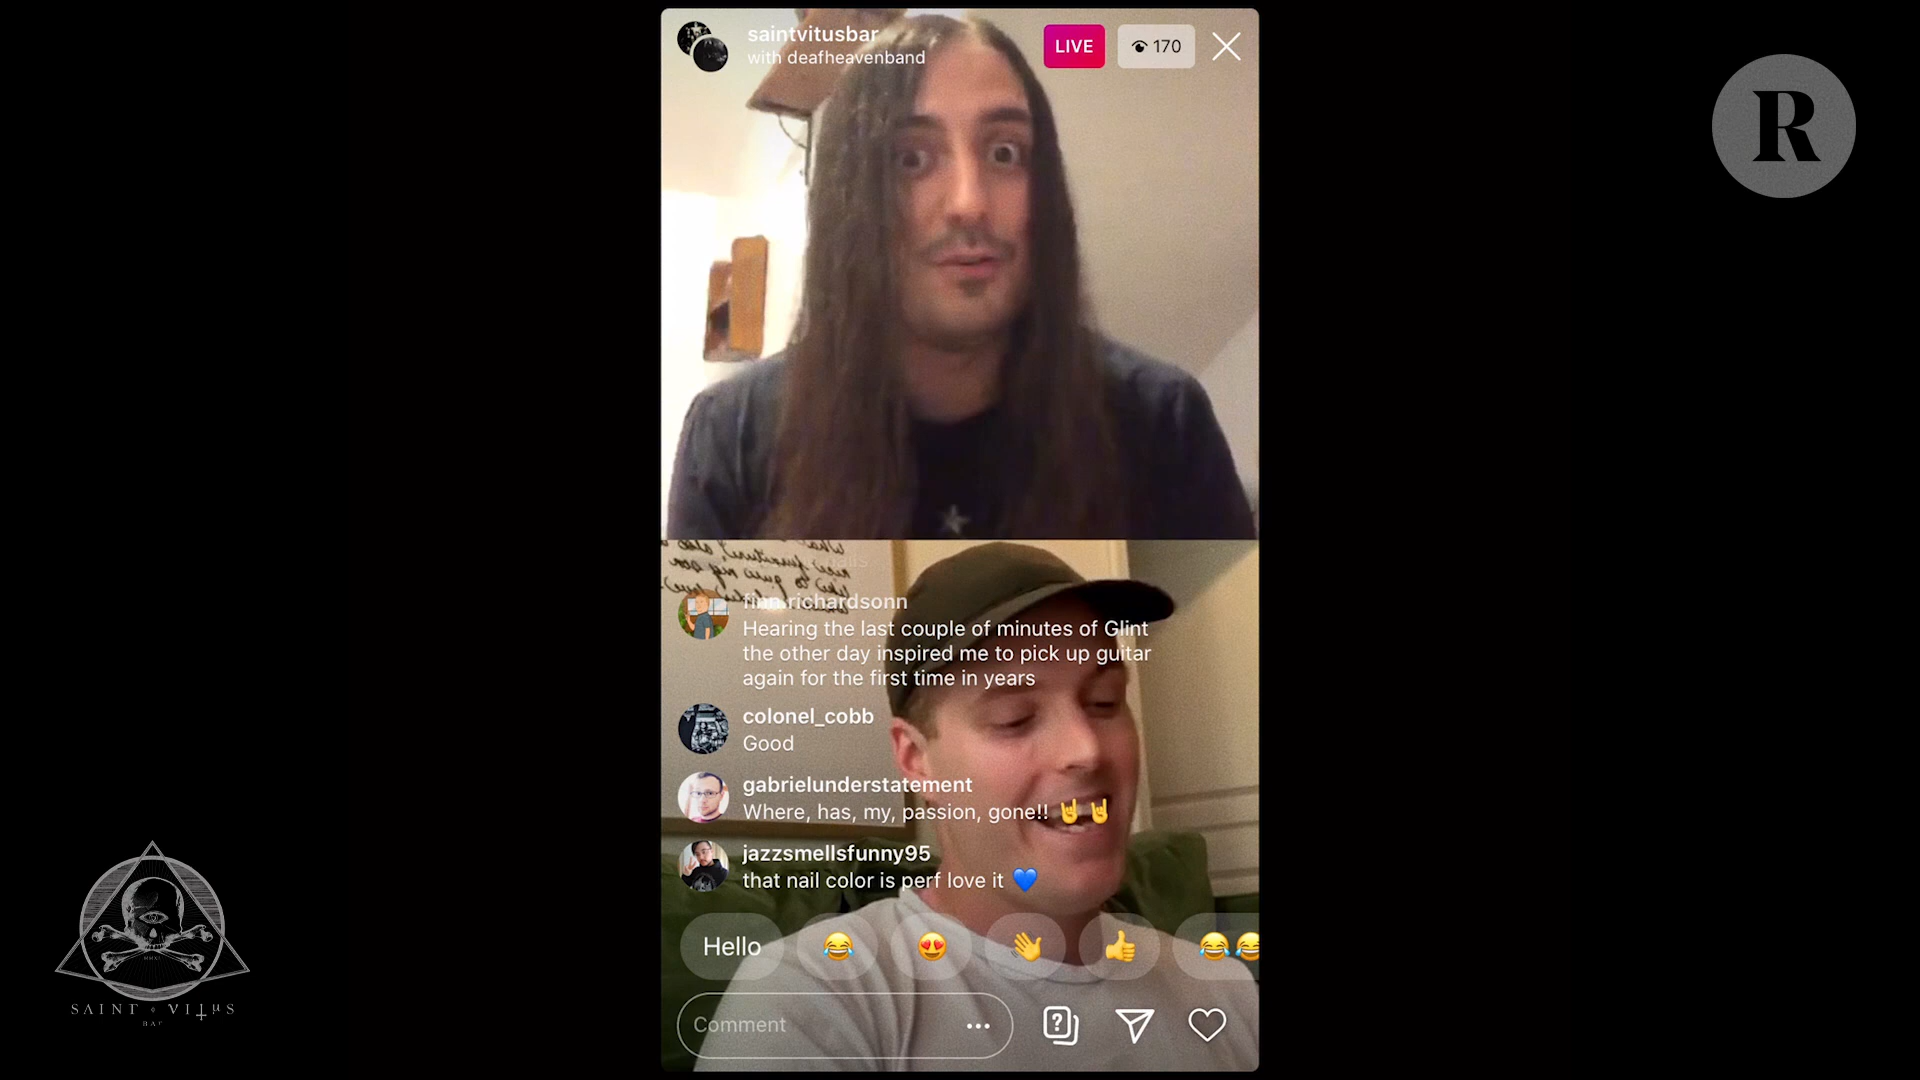 saintvitusbar
with deafheavenband
LIVE
170
R
finn.richardsonn
Hearing the last couple of minutes of Glint
the other day inspired me to pick up guitar
again for the first time in years
colonel_cobb
Good
gabrielunderstatement
Where, has, my, passion, gone!! 🤘🤘
jazzsmellsfunny95
that nail color is perf love it 💙
Hello 😂 😍 👋 👍 😂😂
Comment
SAINT VITUS
BAR